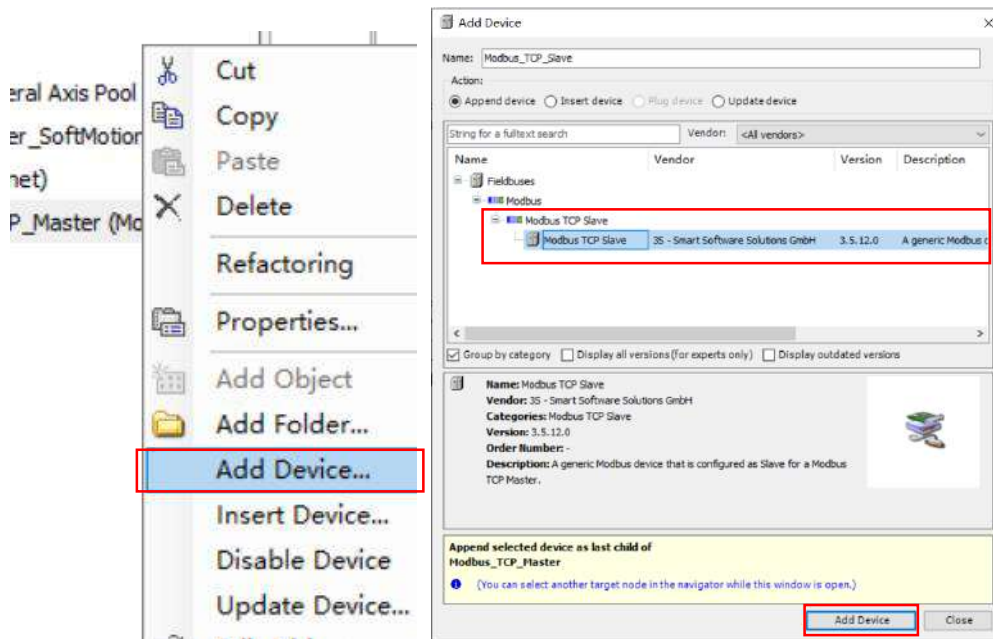 eral Axis Pool
er_SoftMotion
net)
P_Master (Mo
Cut
Copy
Paste
Delete
Refactoring
Properties...
Add Object
Add Folder...
Add Device...
Insert Device...
Disable Device
Update Device...
Add Device
Name: Modbus_TCP_Slave
Action:
Append device Insert device Plug device Update device
String for a fulltext search Vendor: <All vendors>
Name Vendor Version Description
Fieldbuses
Modbus
Modbus TCP Slave
Modbus TCP Slave 3S - Smart Software Solutions GmbH 3.5.12.0 A generic Modbus d
Group by category Display all versions (for experts only) Display outdated versions
Name: Modbus TCP Slave
Vendor: 3S - Smart Software Solutions GmbH
Categories: Modbus TCP Slave
Version: 3.5.12.0
Order Number: -
Description: A generic Modbus device that is configured as Slave for a Modbus
TCP Master.
Append selected device as last child of
Modbus_TCP_Master
(You can select another target node in the navigator while this window is open.)
Add Device Close